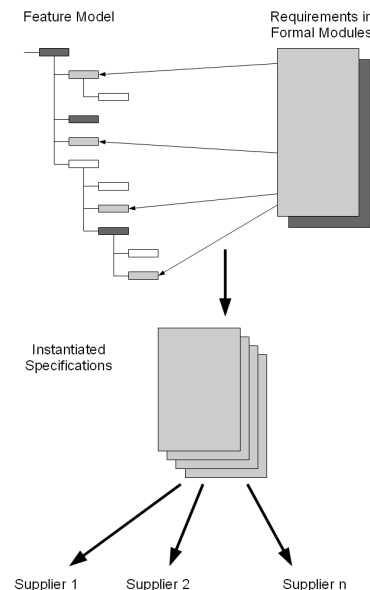 Feature Model
Requirements in
Formal Modules
Instantiated
Specifications
Supplier 1
Supplier 2
Supplier n